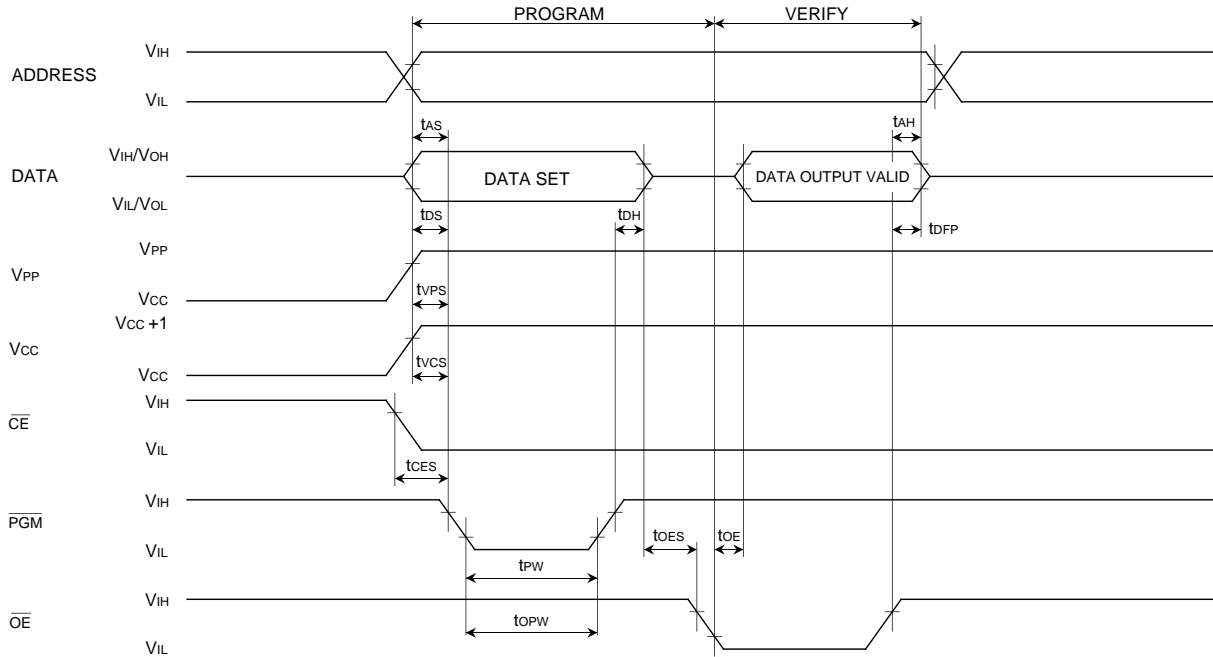 PROGRAM VERIFY
VIH
ADDRESS
VIL
tAS tAH
VIH/VOH
DATA DATA SET DATA OUTPUT VALID
VIL/VOL
tDS tDH tDFP
VPP
VPP
VCC tVPS
VCC +1
VCC
VCC tVCS
VIH
CE
VIL
tCES
VIH
PGM
VIL
tOES tOE
tPW
VIH
OE tOPW
VIL